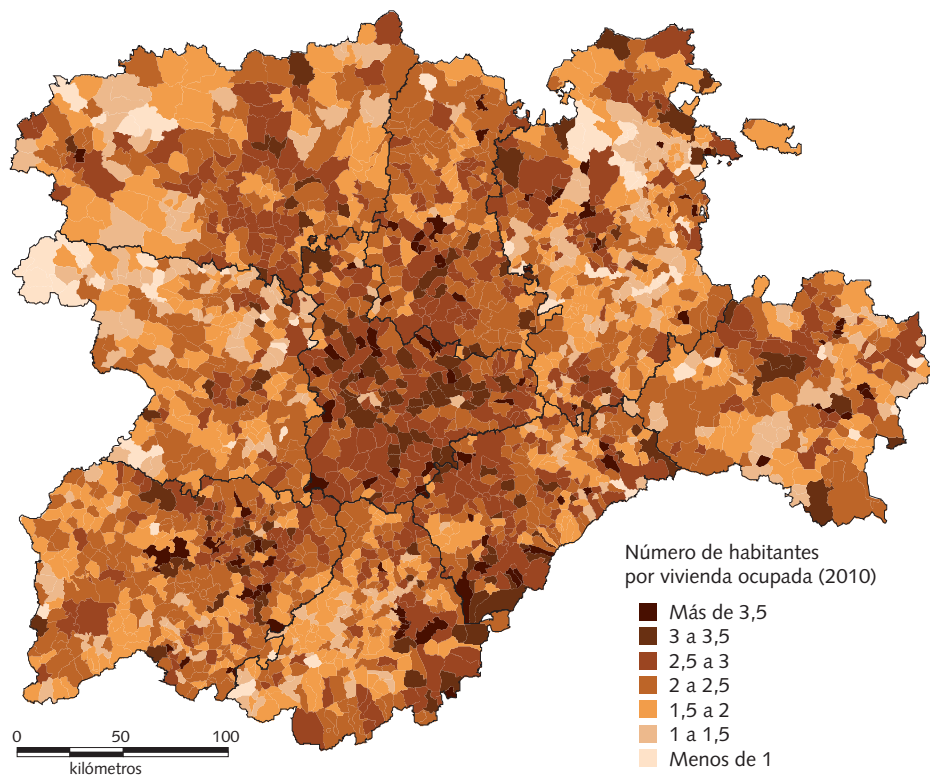 Número de habitantes
por vivienda ocupada (2010)
Más de 3,5
3 a 3,5
2,5 a 3
2 a 2,5
1,5 a 2
1 a 1,5
Menos de 1
0 50 100
kilómetros